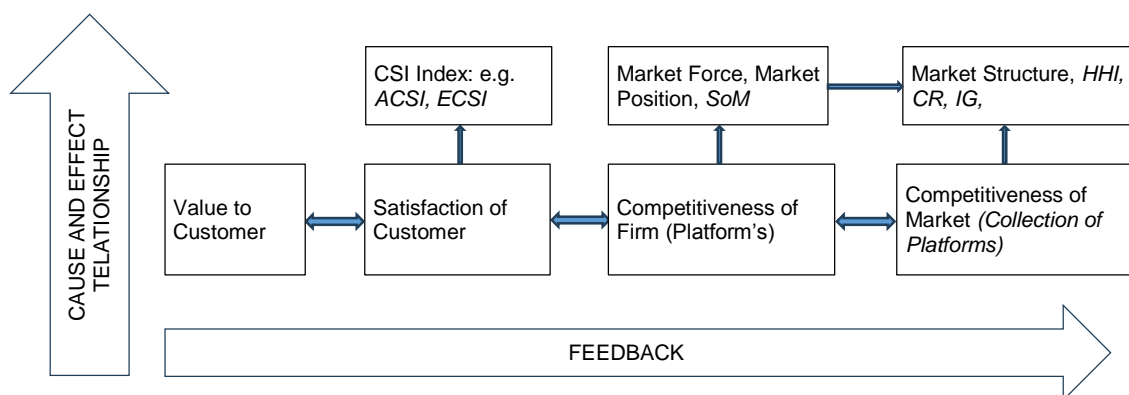 CSI Index: e.g.
ACSI, ECSI
Market Force, Market
Position, SoM
Market Structure, HHI,
CR, IG,
CAUSE AND EFFECT
TELATIONSHIP
Value to
Customer
Satisfaction of
Customer
Competitiveness of
Firm (Platform’s)
Competitiveness of
Market (Collection of
Platforms)
FEEDBACK